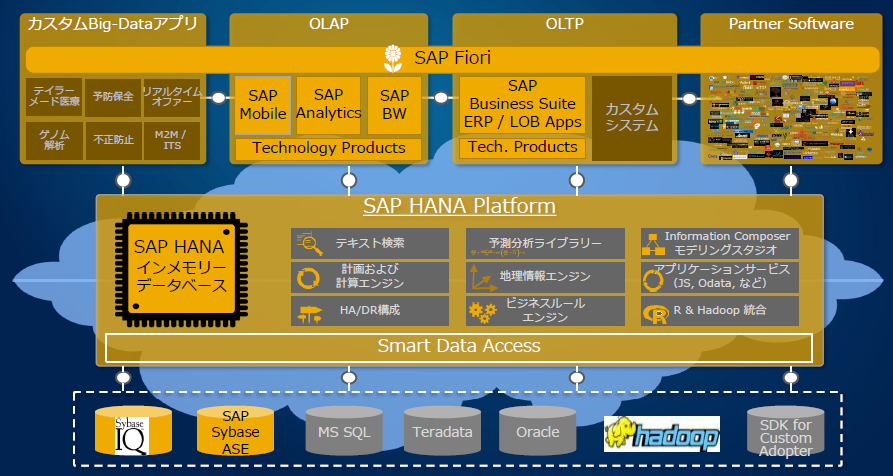 カスタムBig-Dataアプリ
OLAP
OLTP
Partner Software
SAP Fiori
テイラー
メード医療
予防保全
リアルタイム
オファー
ゲノム
解析
不正防止
M2M /
ITS
SAP
Mobile
SAP
Analytics
SAP
BW
Technology Products
SAP
Business Suite
ERP / LOB Apps
Tech. Products
カスタム
システム
SAP HANA Platform
SAP HANA
インメモリー
データベース
テキスト検索
予測分析ライブラリー
Information Composer
モデリングスタジオ
計画および
計算エンジン
地理情報エンジン
アプリケーションサービス
（JS, Odata, など）
HA/DR構成
ビジネスルール
エンジン
R & Hadoop 統合
Smart Data Access
Sybase
IQ
SAP
Sybase
ASE
MS SQL
Teradata
Oracle
hadoop
SDK for
Custom
Adopter